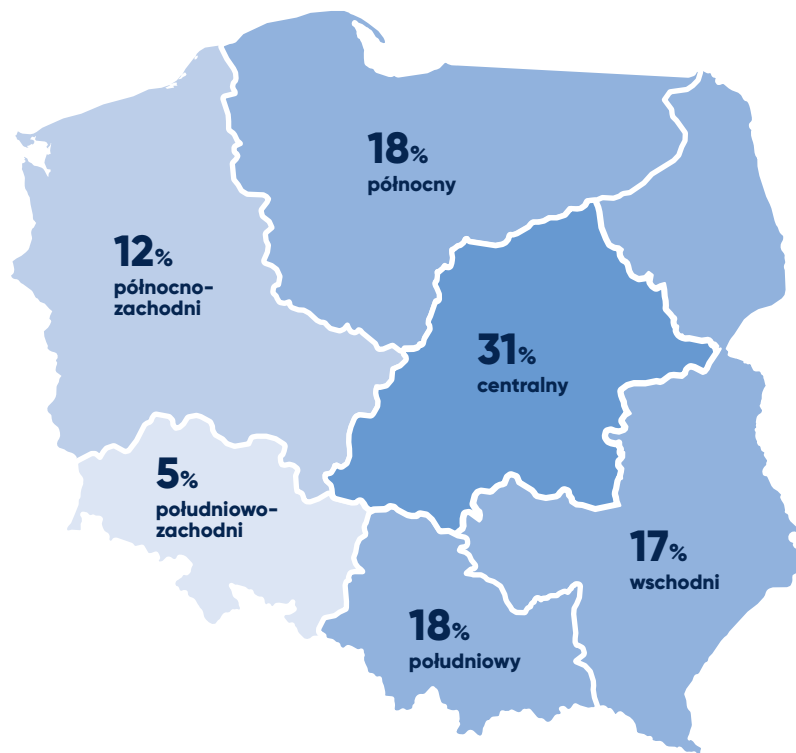 18%
północny
12%
północno-
zachodni
31%
centralny
5%
południowo-
zachodni
17%
wschodni
18%
południowy